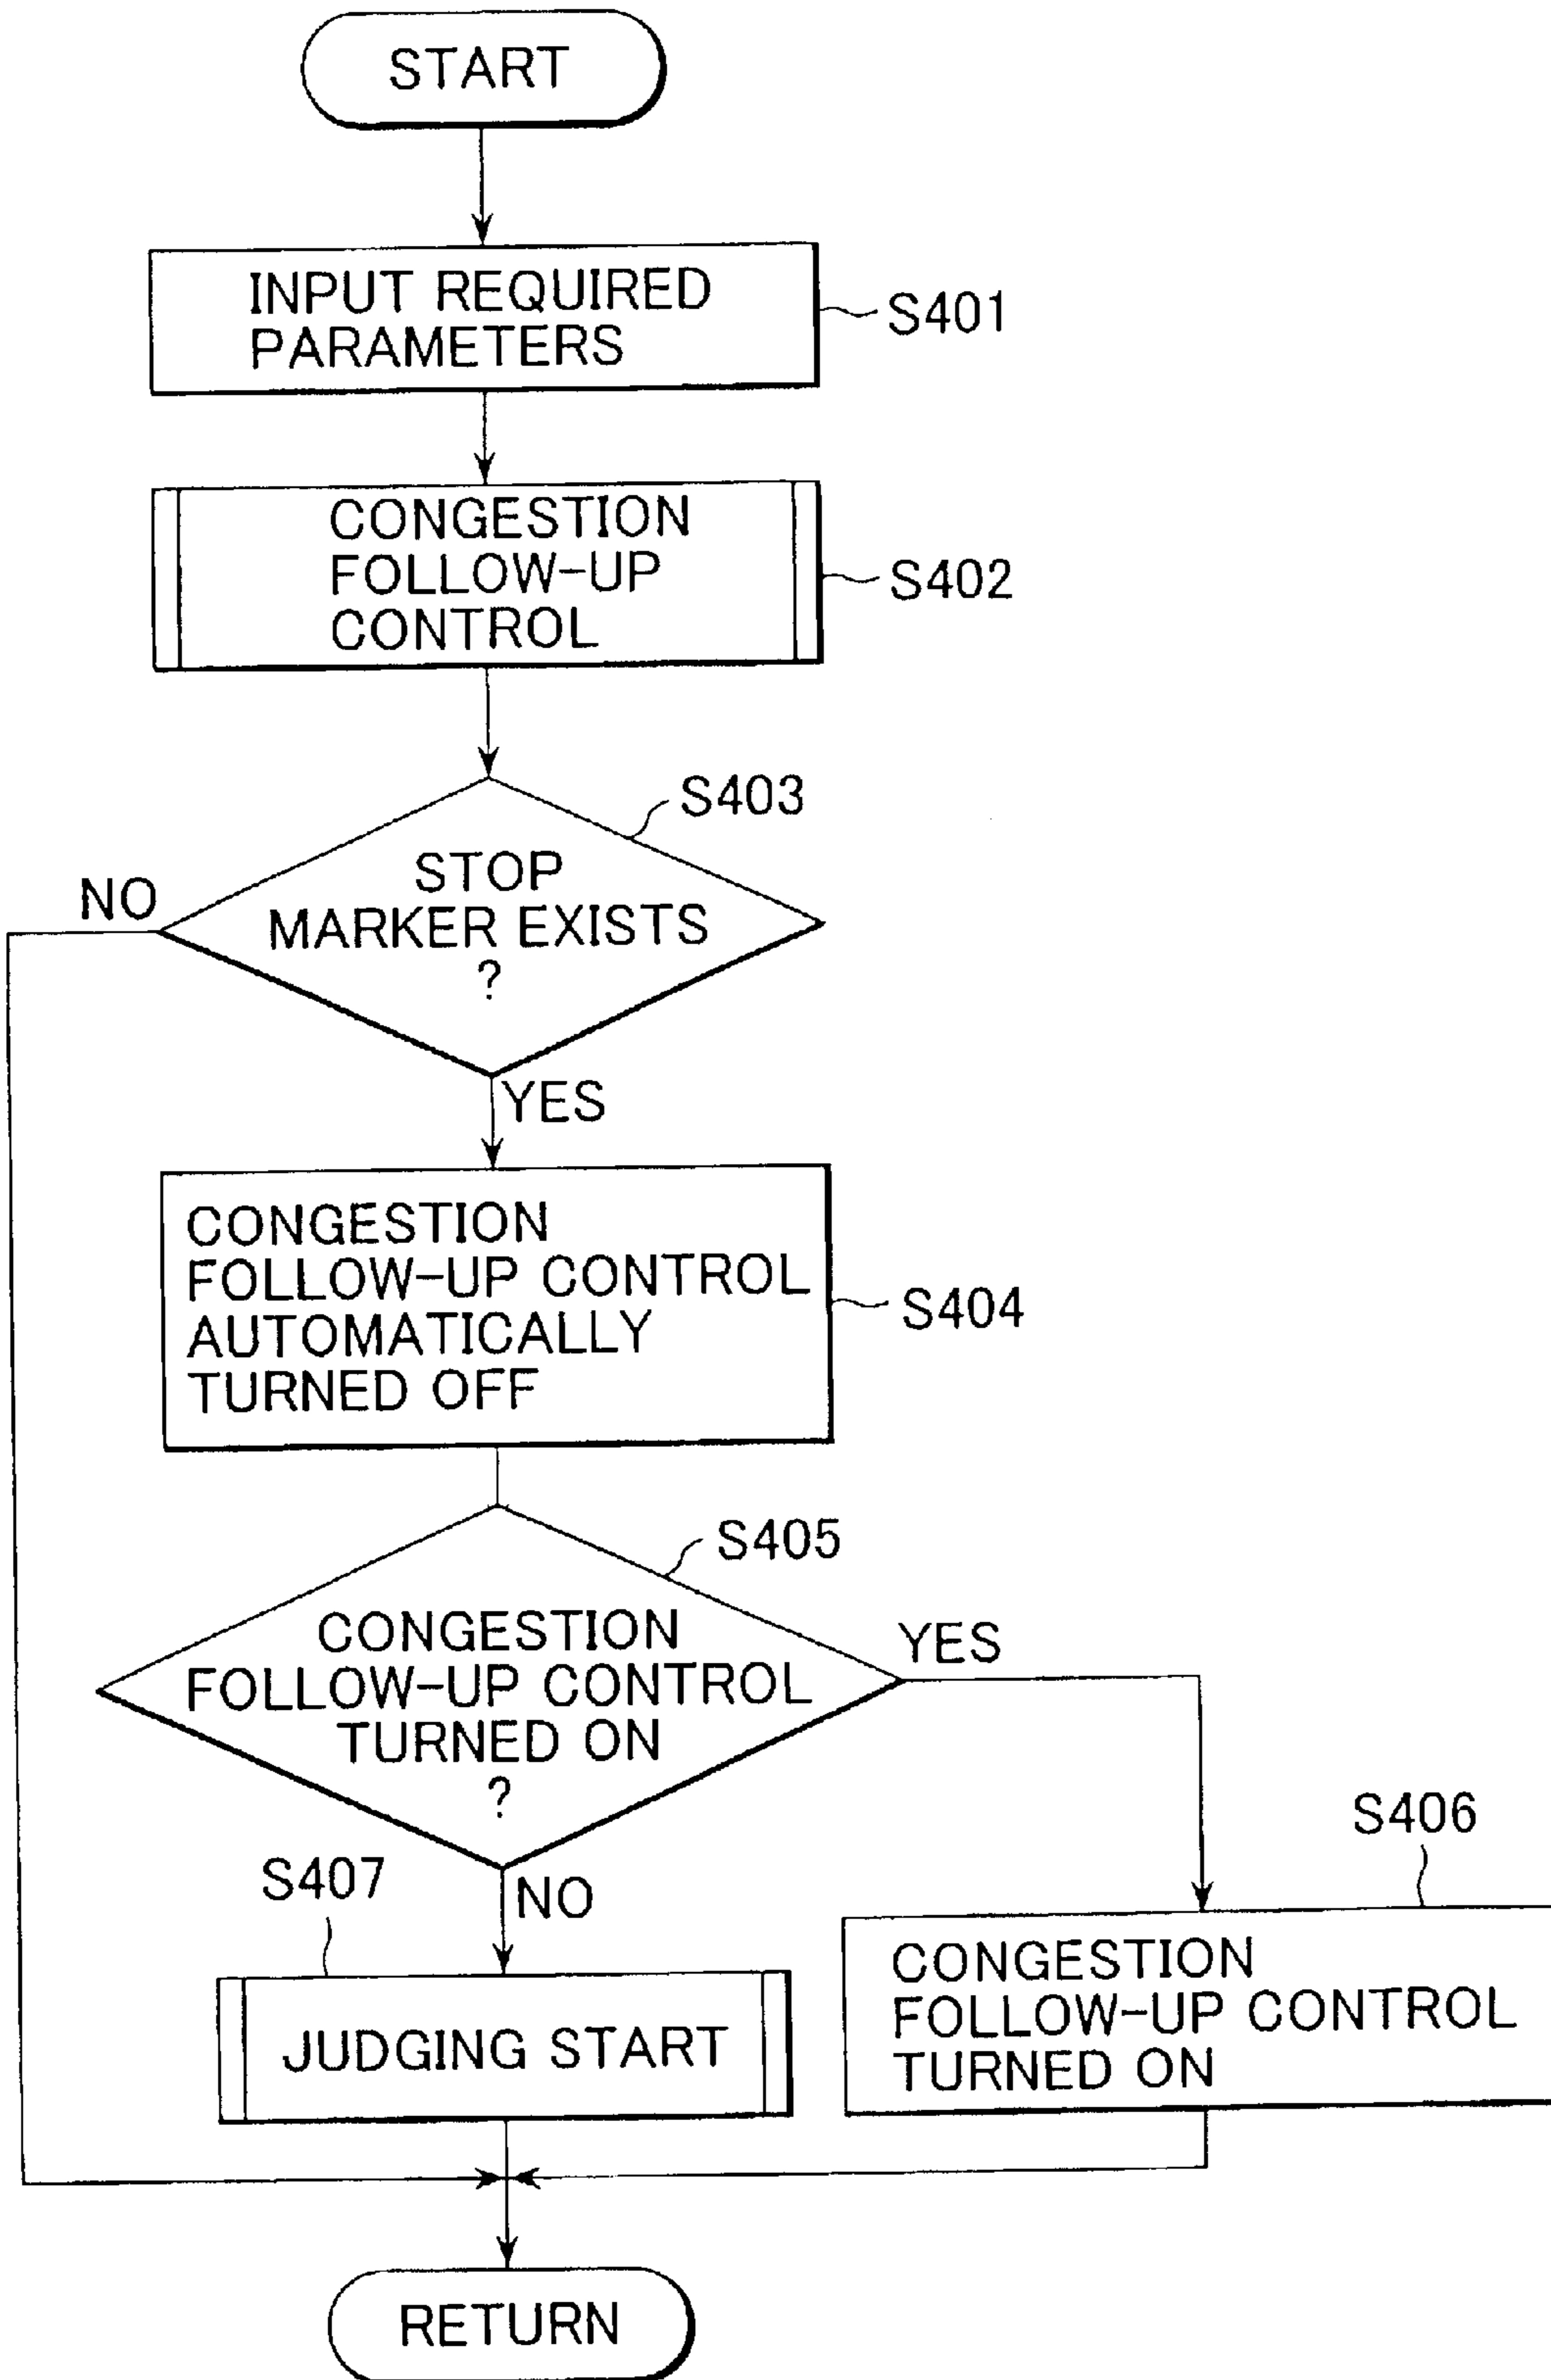 START
INPUT REQUIRED
PARAMETERS
S401
CONGESTION
FOLLOW-UP
CONTROL
S402
S403
STOP
MARKER EXISTS
?
NO
YES
CONGESTION
FOLLOW-UP CONTROL
AUTOMATICALLY
TURNED OFF
S404
S405
CONGESTION
FOLLOW-UP CONTROL
TURNED ON
?
YES
NO
S406
CONGESTION
FOLLOW-UP CONTROL
TURNED ON
S407
JUDGING START
RETURN